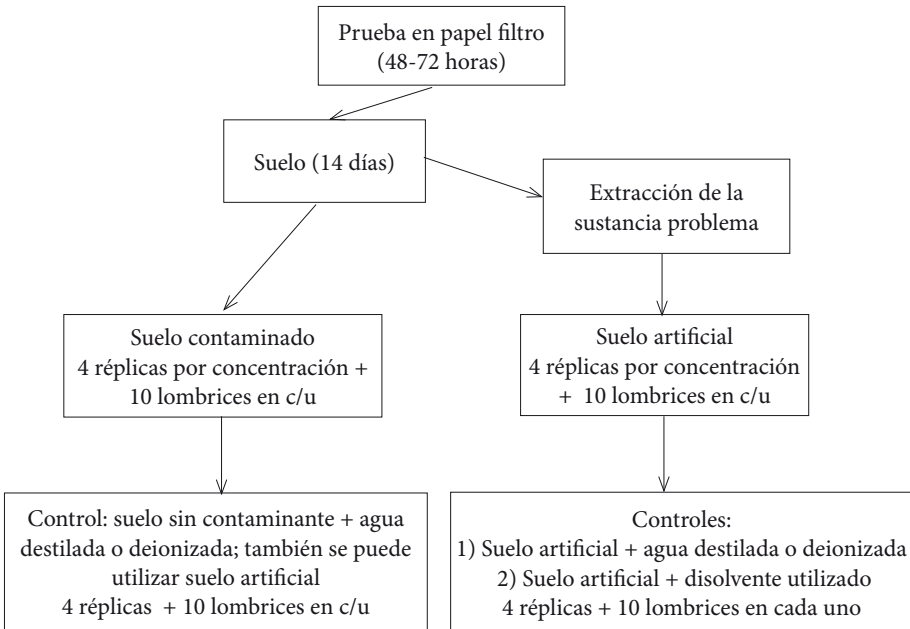 Prueba en papel filtro
(48-72 horas)
Suelo (14 días)
Extracción de la
sustancia problema
Suelo contaminado
4 réplicas por concentración +
10 lombrices en c/u
Suelo artificial
4 réplicas por concentración
+ 10 lombrices en c/u
Control: suelo sin contaminante + agua
destilada o deionizada; también se puede
utilizar suelo artificial
4 réplicas + 10 lombrices en c/u
Controles:
1) Suelo artificial + agua destilada o deionizada
2) Suelo artificial + disolvente utilizado
4 réplicas + 10 lombrices en cada uno